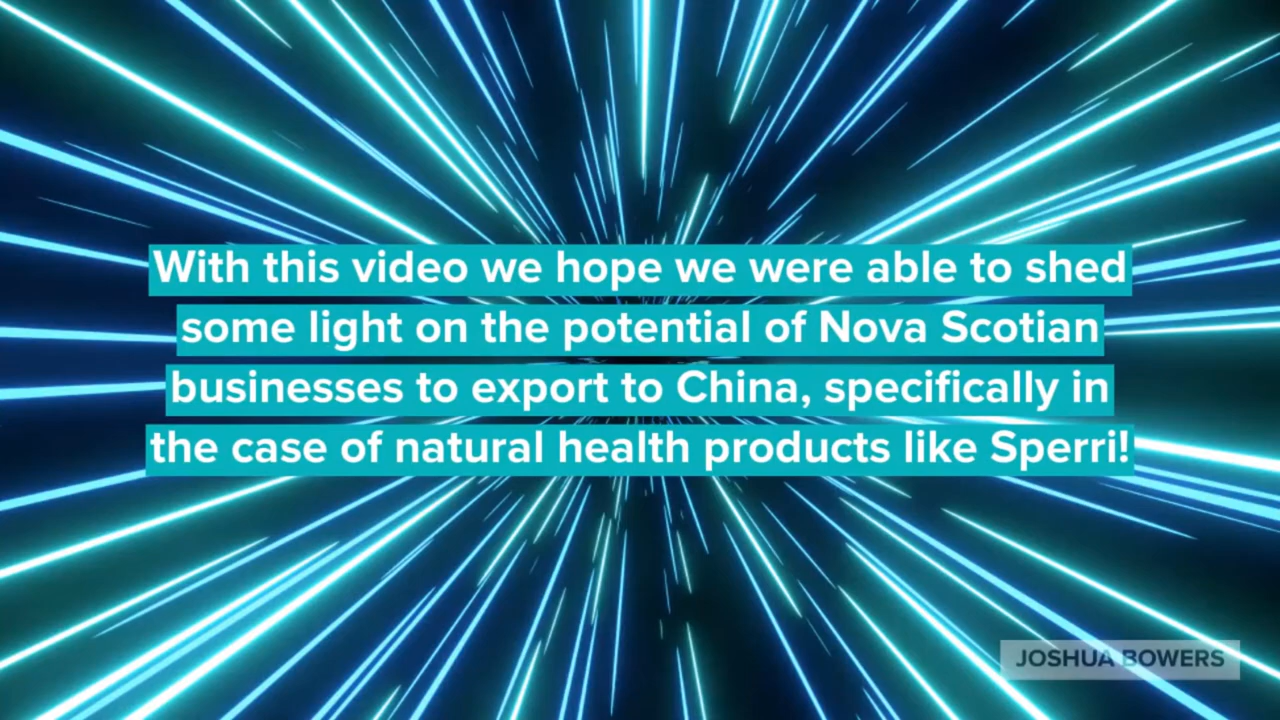 With this video we hope we were able to shed
some light on the potential of Nova Scotian
businesses to export to China, specifically in
the case of natural health products like Sperri!
JOSHUA BOWERS